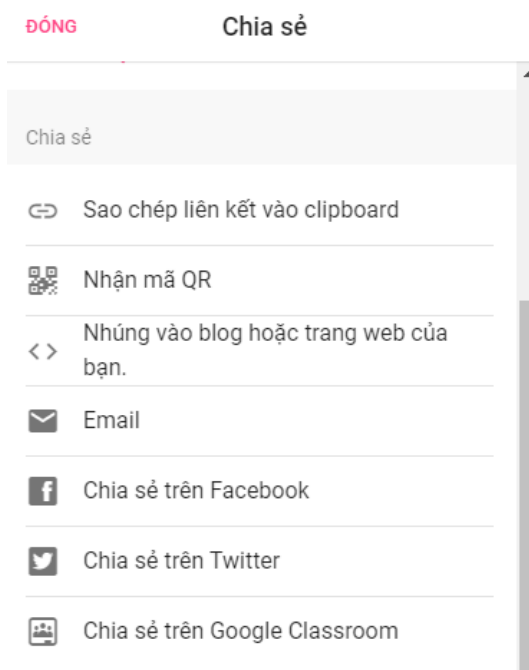 ĐÓNG
Chia sẻ
Chia sẻ
Sao chép liên kết vào clipboard
Nhận mã QR
Nhúng vào blog hoặc trang web của
bạn.
Email
Chia sẻ trên Facebook
Chia sẻ trên Twitter
Chia sẻ trên Google Classroom